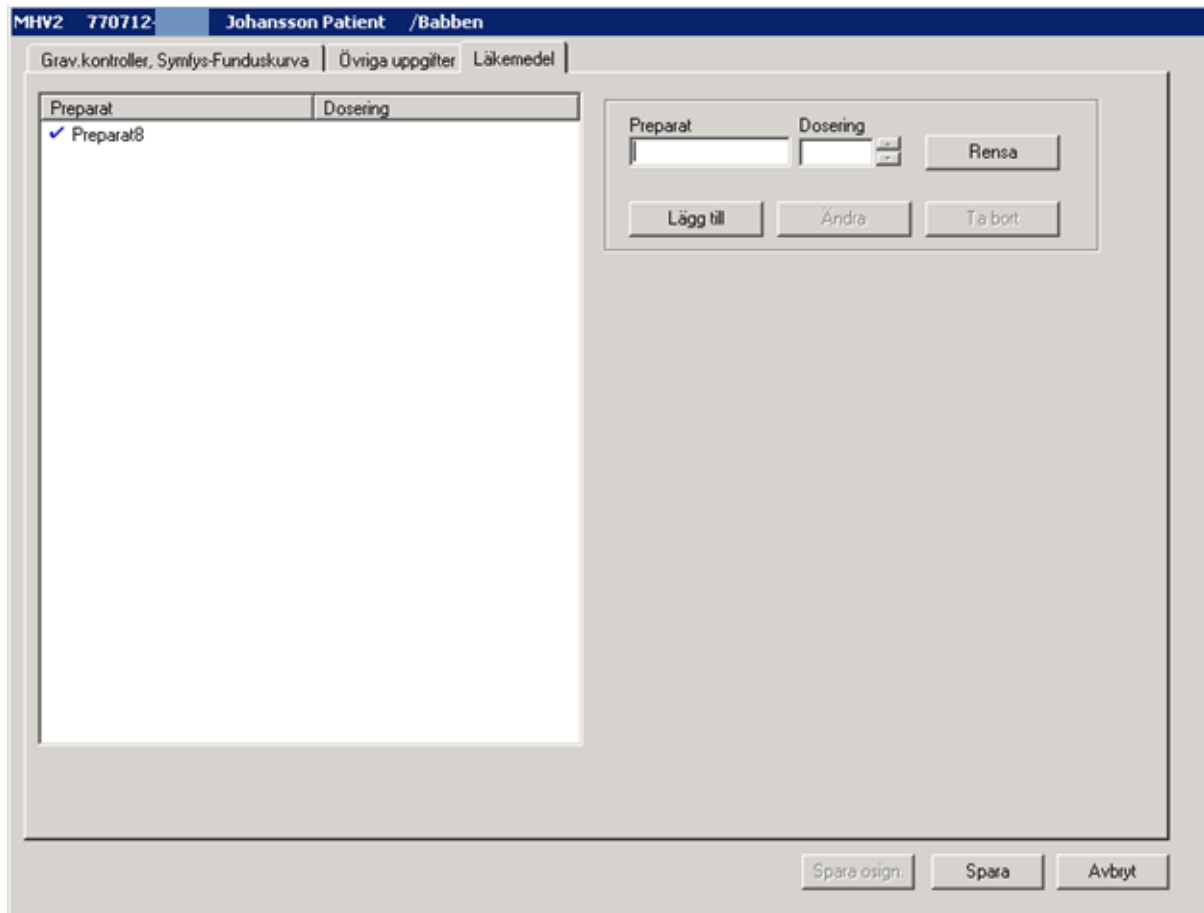 MHV2 770712- Johansson Patient /Babben
Grav.kontroller, Symfys-Funduskurva Övriga uppgifter Läkemedel
Preparat Dosering
✓ Preparat8
Preparat Dosering
Rensa
Lägg till Ändra Ta bort
Spara osign. Spara Avbryt